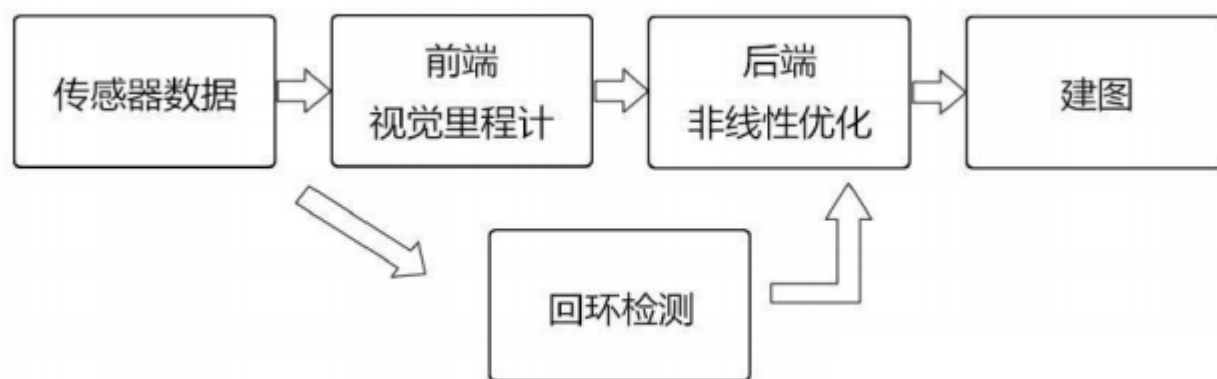 传感器数据
前端
视觉里程计
后端
非线性优化
建图
回环检测